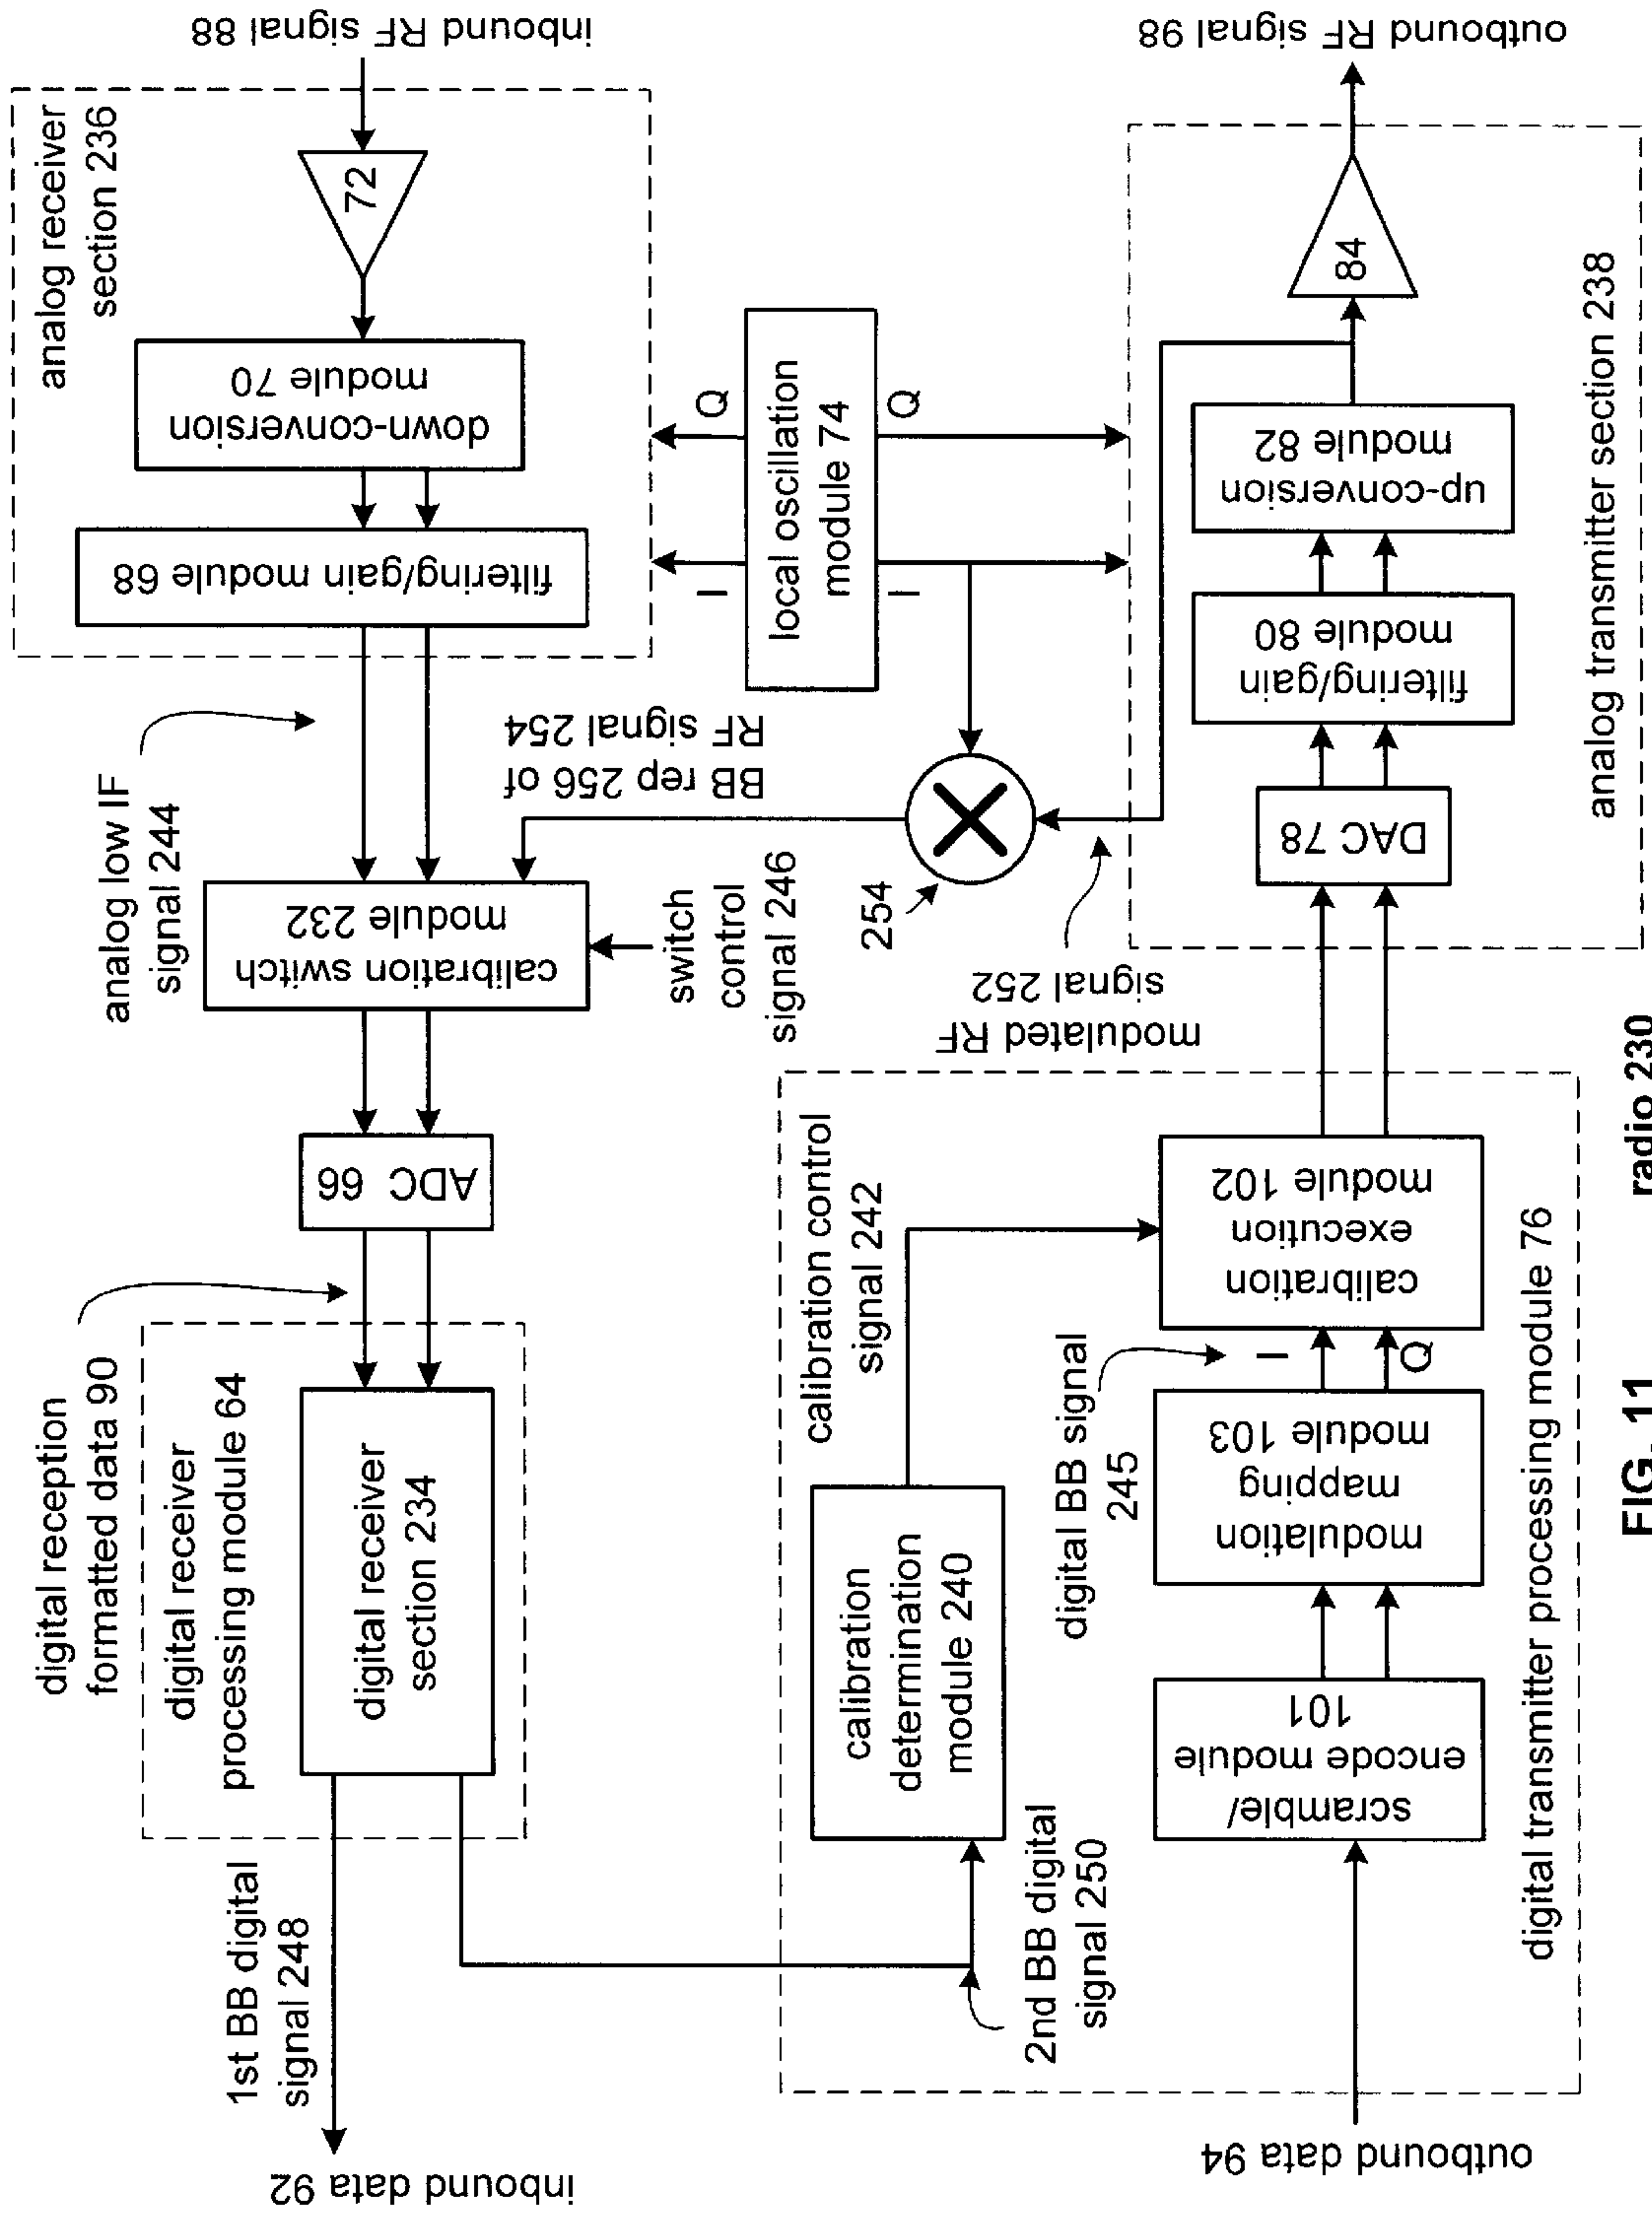 inbound RF signal 88
outbound RF signal 98
analog receiver
section 236
72
down-conversion
module 70
filtering/gain module 68
local oscillation
module 74
Q
Q
I
I
84
up-conversion
module 82
filtering/gain
module 80
DAC 78
analog transmitter section 238
analog low IF
signal 244
BB rep 256 of
RF signal 254
calibration switch
module 232
switch
control
signal 246
254
modulated RF
signal 252
ADC 66
digital reception
formatted data 90
digital receiver
processing module 64
digital receiver
section 234
calibration control
signal 242
calibration
execution
module 102
digital BB signal
245
I
Q
modulation
mapping
module 103
calibration
determination
module 240
scramble/
encode module
101
digital transmitter processing module 76
1st BB digital
signal 248
2nd BB digital
signal 250
inbound data 92
outbound data 94
FIG. 11
radio 230